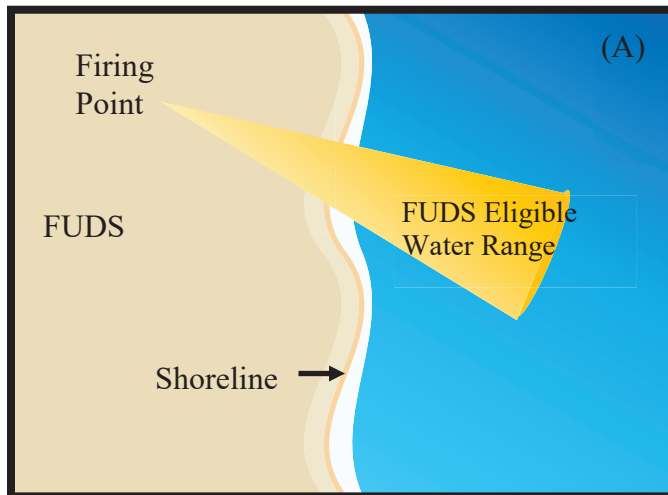 (A)
Firing
Point
FUDS
FUDS Eligible
Water Range
Shoreline